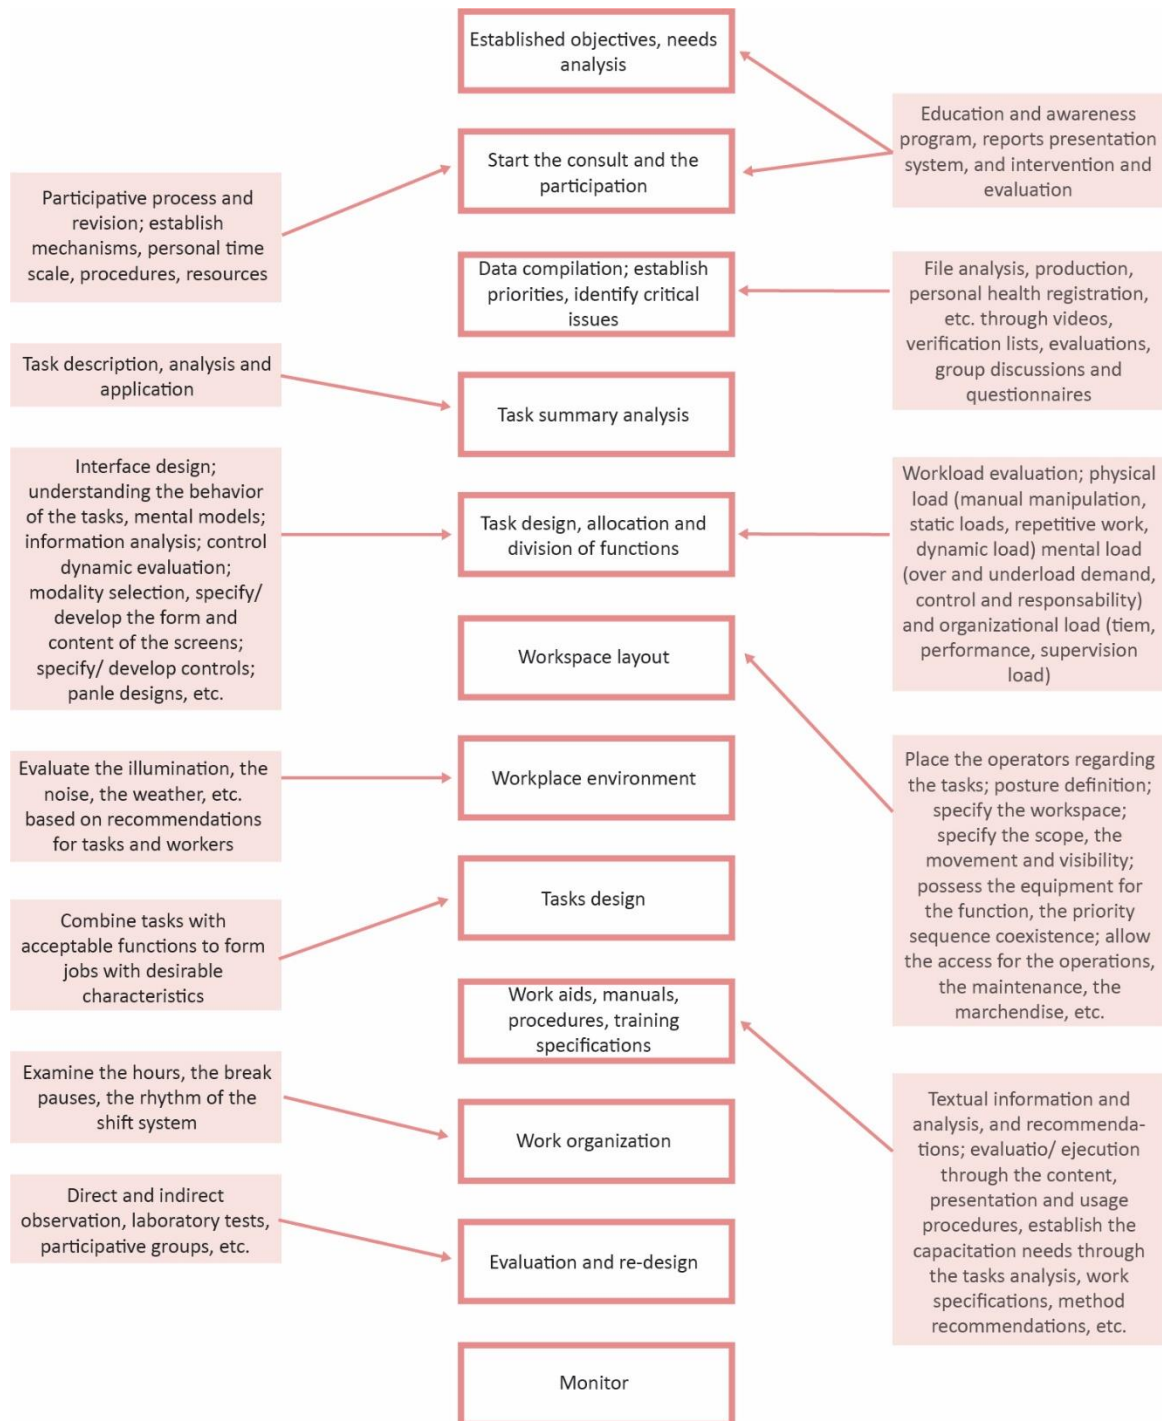 Established objectives, needs
analysis
Education and awareness
program, reports presentation
system, and intervention and
evaluation
Start the consult and the
participation
Participative process and
revision; establish
mechanisms, personal time
scale, procedures, resources
Data compilation; establish
priorities, identify critical
issues
File analysis, production,
personal health registration,
etc. through videos,
verification lists, evaluations,
group discussions and
questionnaires
Task description, analysis and
application
Task summary analysis
Interface design;
understanding the behavior
of the tasks, mental models;
information analysis; control
dynamic evaluation;
modality selection, specify/
develop the form and
content of the screens;
specify/ develop controls;
panle designs, etc.
Task design, allocation and
division of functions
Workload evaluation; physical
load (manual manipulation,
static loads, repetitive work,
dynamic load) mental load
(over and underload demand,
control and responsability)
and organizational load (tiem,
performance, supervision
load)
Workspace layout
Place the operators regarding
the tasks; posture definition;
specify the workspace;
specify the scope, the
movement and visibility;
possess the equipment for
the function, the priority
sequence coexistence; allow
the access for the operations,
the maintenance, the
marchendise, etc.
Evaluate the illumination, the
noise, the weather, etc.
based on recommendations
for tasks and workers
Workplace environment
Combine tasks with
acceptable functions to form
jobs with desirable
characteristics
Tasks design
Work aids, manuals,
procedures, training
specifications
Textual information and
analysis, and recommenda-
tions; evaluatio/ ejecution
through the content,
presentation and usage
procedures, establish the
capacitation needs through
the tasks analysis, work
specifications, method
recommendations, etc.
Examine the hours, the break
pauses, the rhythm of the
shift system
Work organization
Direct and indirect
observation, laboratory tests,
participative groups, etc.
Evaluation and re-design
Monitor